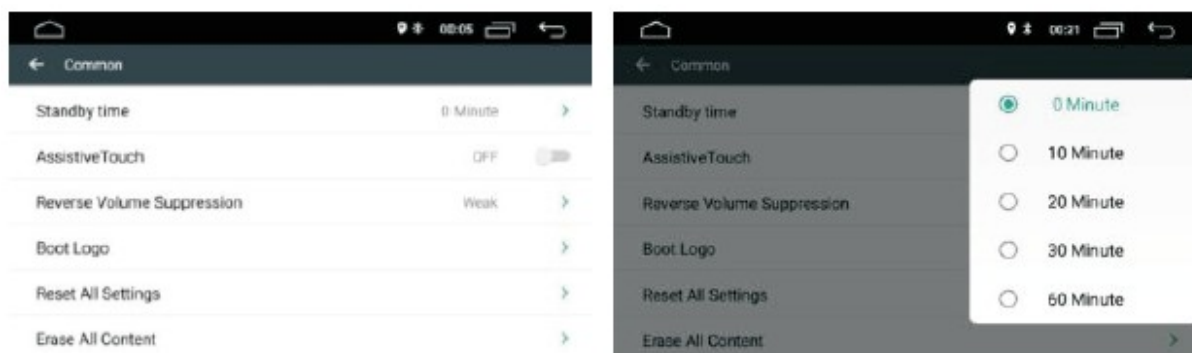 00:05
Common
Standby time 0 Minute
AssistiveTouch OFF
Reverse Volume Suppression Weak
Boot Logo
Reset All Settings
Erase All Content
00:21
Common
Standby time
AssistiveTouch
Reverse Volume Suppression
Boot Logo
Reset All Settings
Erase All Content
0 Minute
10 Minute
20 Minute
30 Minute
60 Minute